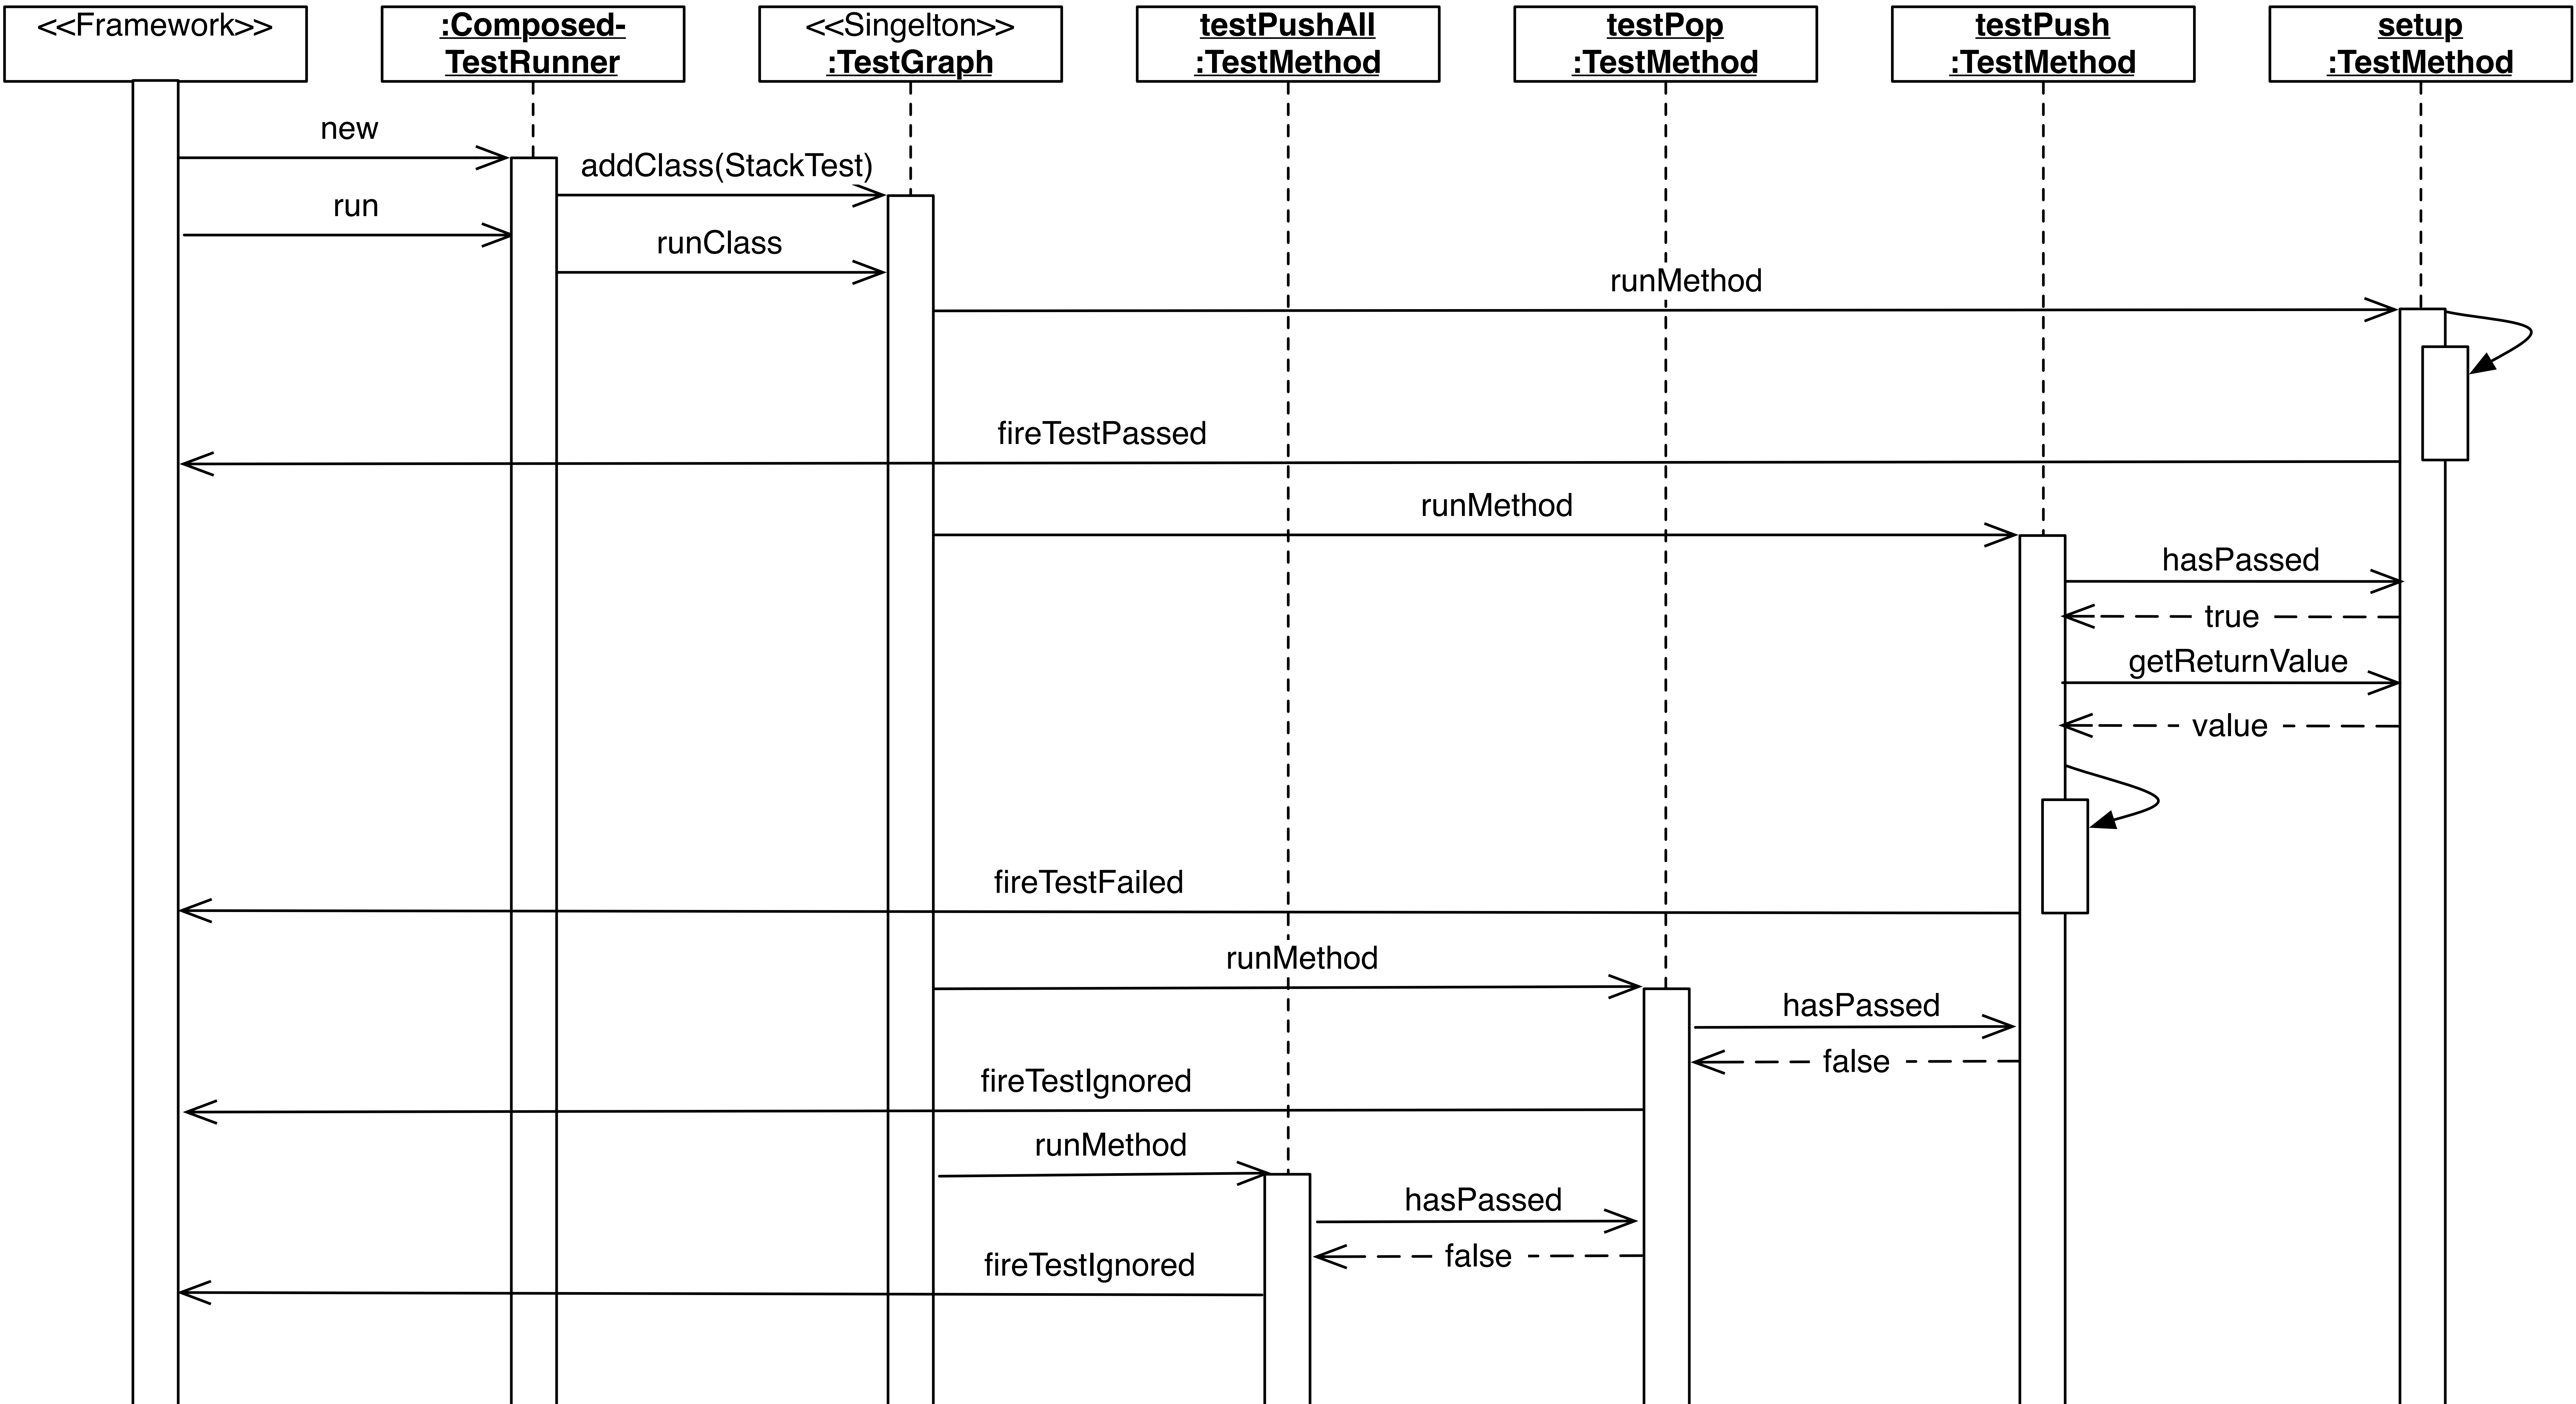 <<Framework>>
:Composed-
TestRunner
<<Singelton>>
:TestGraph
testPushAll
:TestMethod
testPop
:TestMethod
testPush
:TestMethod
setup
:TestMethod
new
addClass(StackTest)
run
runClass
runMethod
fireTestPassed
runMethod
hasPassed
true
getReturnValue
value
fireTestFailed
runMethod
hasPassed
false
fireTestIgnored
runMethod
hasPassed
false
fireTestIgnored